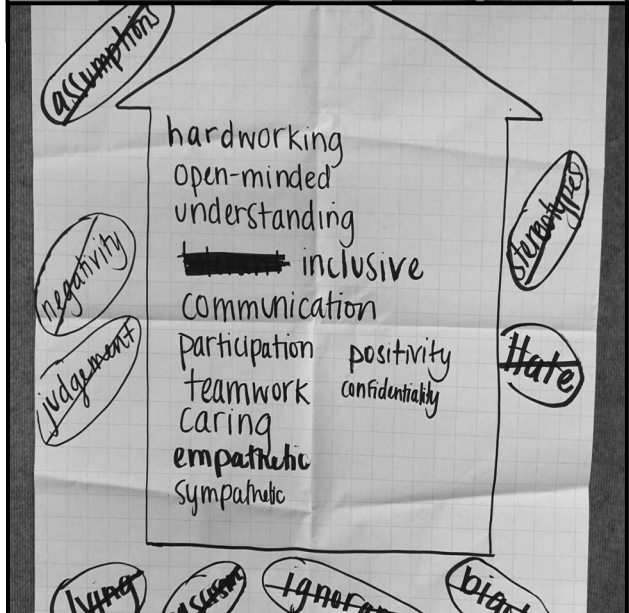 assumptions
hardworking
open-minded
understanding
inclusive
communication
participation positivity
teamwork confidentiality
caring
empathetic
sympathetic
negativity
judgement
stereotypes
Hate
lying